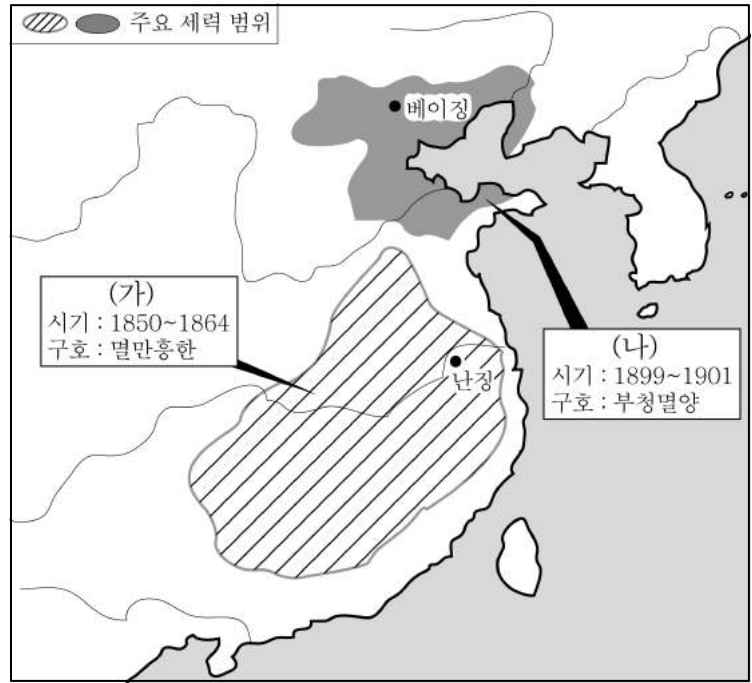 주요 세력 범위
베이징
(가)
시기 : 1850~1864
구호 : 멸만흥한
난징
(나)
시기 : 1899~1901
구호 : 부청멸양